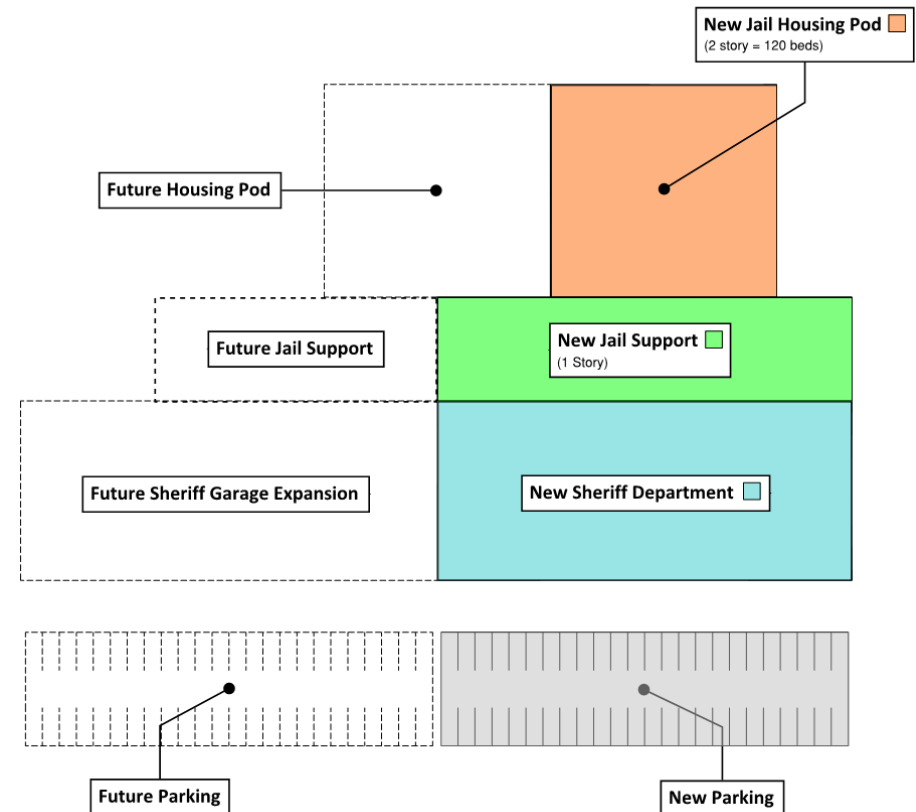 New Jail Housing Pod
(2 story = 120 beds)
Future Housing Pod
Future Jail Support
New Jail Support
(1 Story)
Future Sheriff Garage Expansion
New Sheriff Department
Future Parking
New Parking